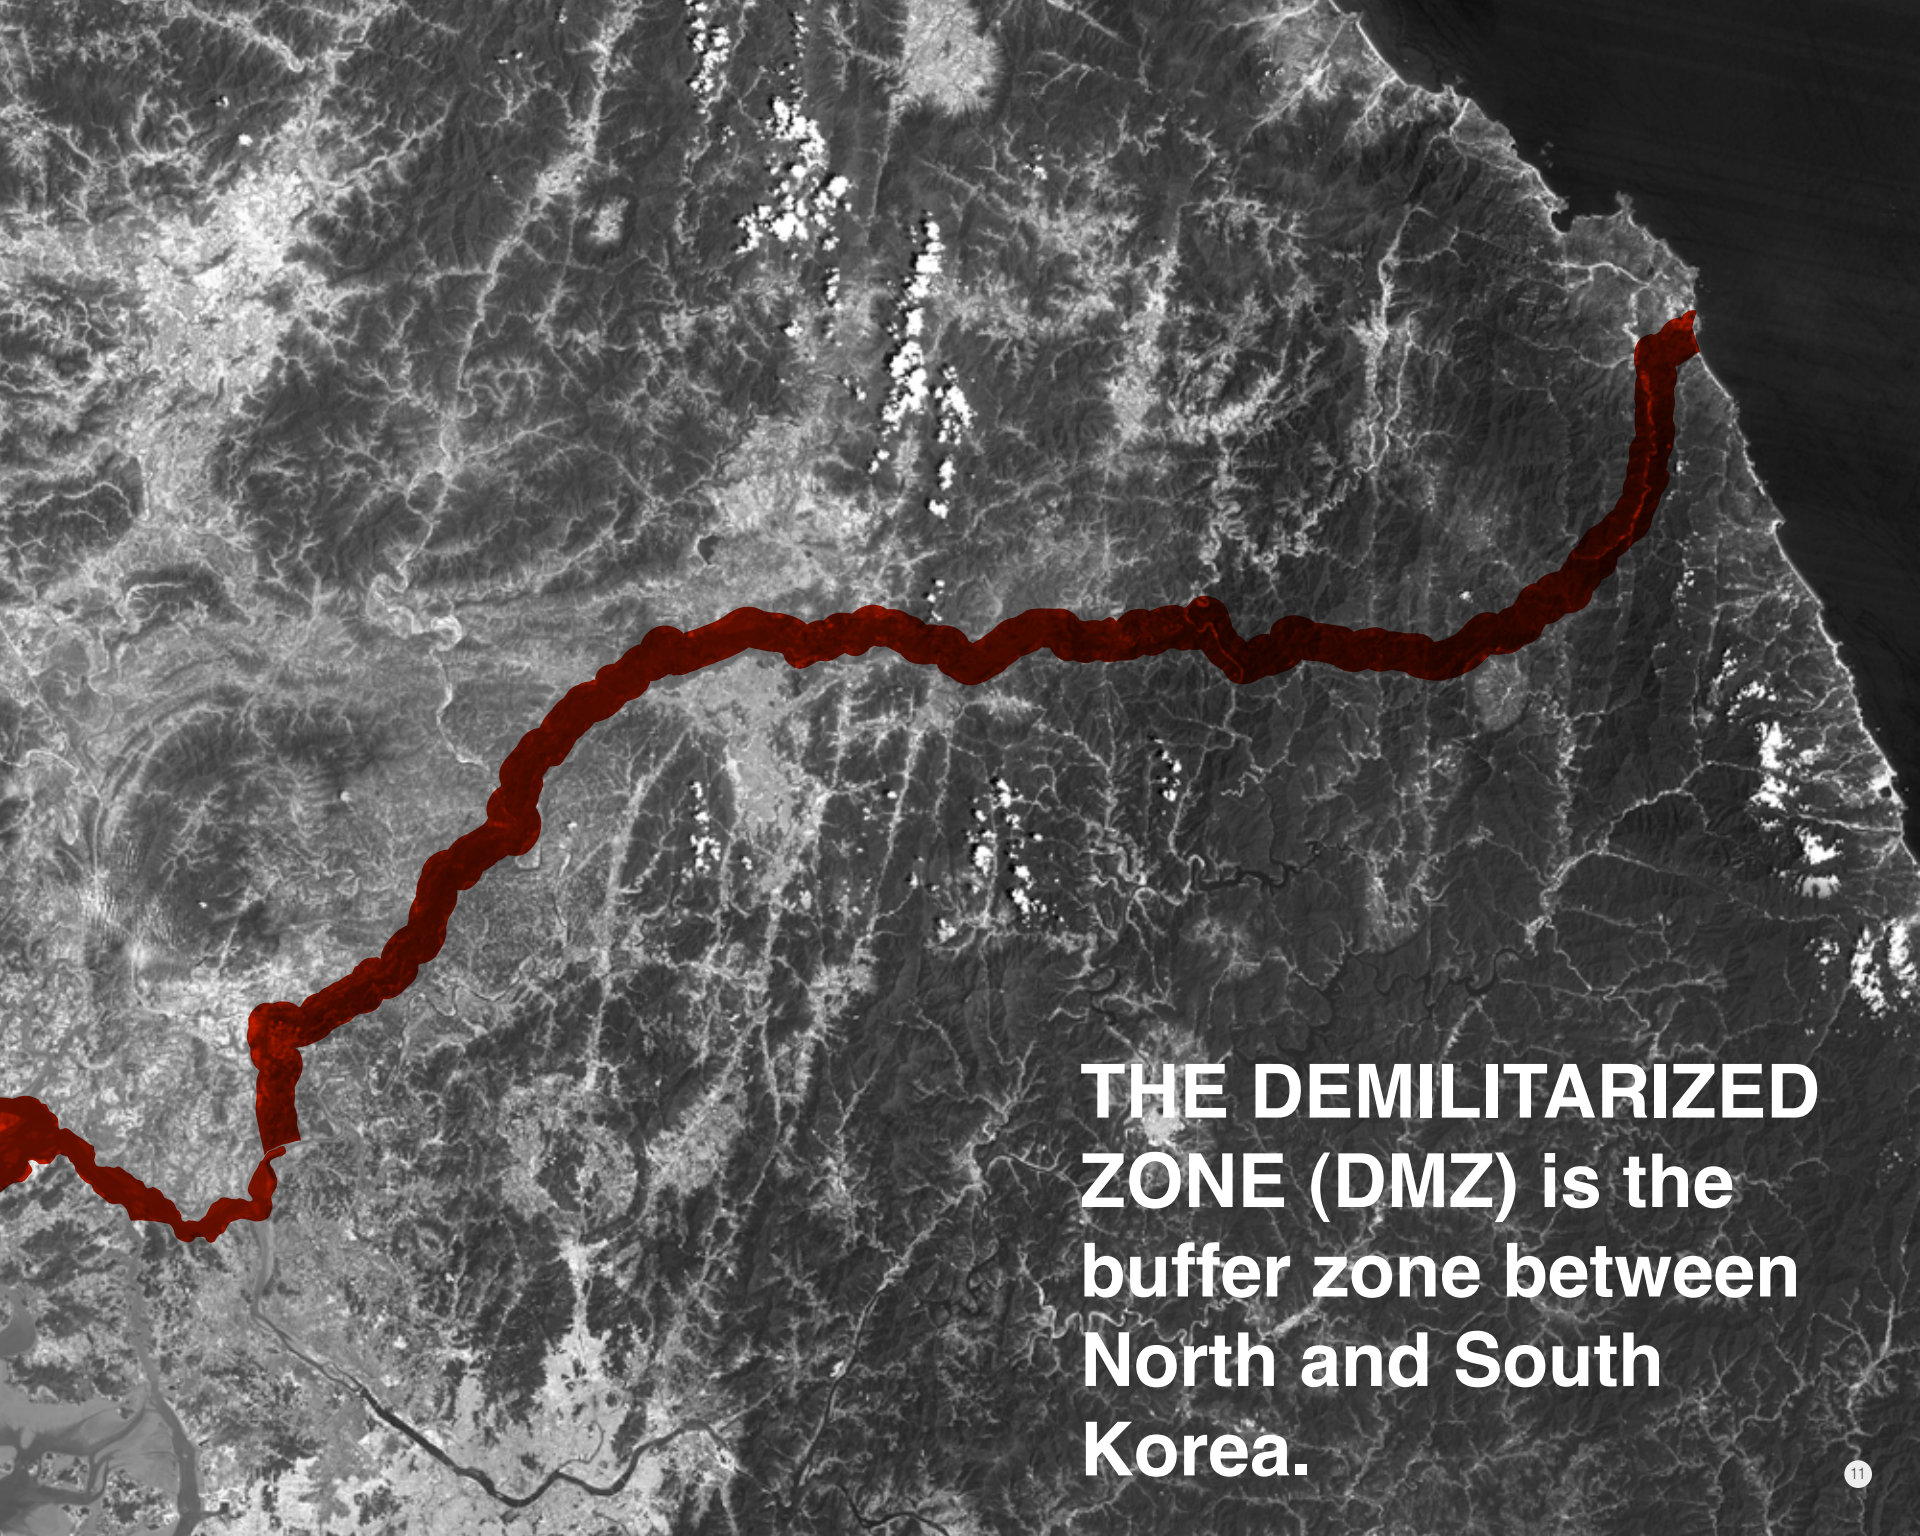 THE DEMILITARIZED
ZONE (DMZ) is the
buffer zone between
North and South
Korea.
11